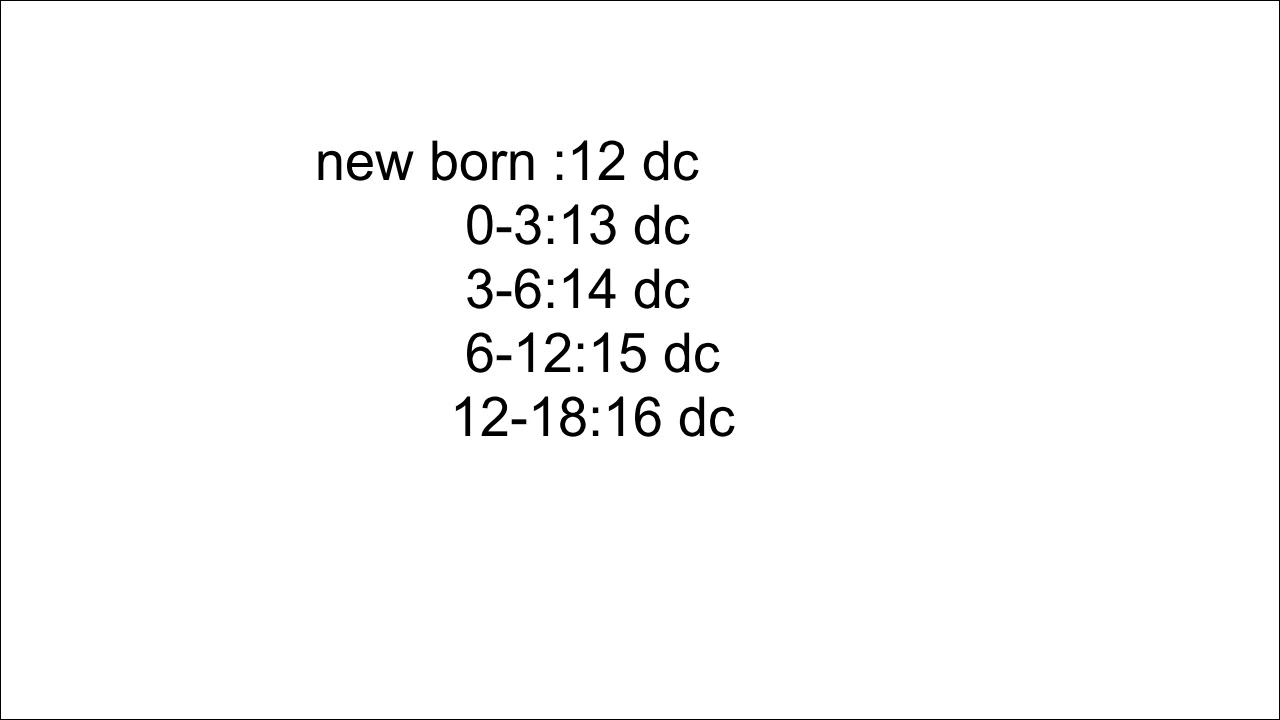 new born :12 dc
0-3:13 dc
3-6:14 dc
6-12:15 dc
12-18:16 dc